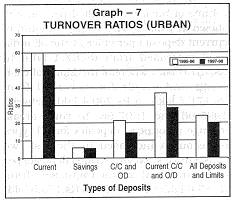 Graph – 7
TURNOVER RATIOS (URBAN)
70
60
50
40
30
20
10
0
Ratios
1995-96
1997-98
Current
Savings
C/C and OD
Current C/C and O/D
All Deposits and Limits
Types of Deposits